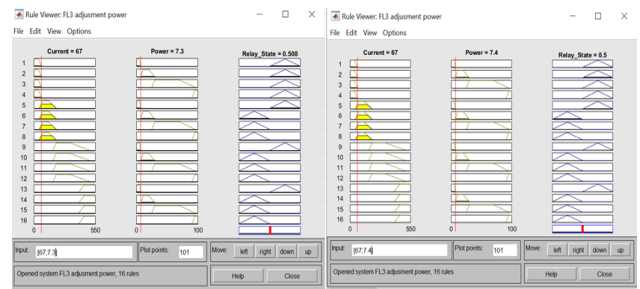 Rule Viewer: FL3 adjusment power
File Edit View Options
Current = 67 Power = 7.3 Relay_State = 0.508
1
2
3
4
5
6
7
8
9
10
11
12
13
14
15
16
0 550 0 100
Input: [67;7.3] Plot points: 101 Move: left right down up
Opened system FL3 adjusment power, 16 rules Help Close
Rule Viewer: FL3 adjusment power
File Edit View Options
Current = 67 Power = 7.4 Relay_State = 0.5
1
2
3
4
5
6
7
8
9
10
11
12
13
14
15
16
0 550 0 100
Input: [67;7.4] Plot points: 101 Move: left right down up
Opened system FL3 adjusment power, 16 rules Help Close